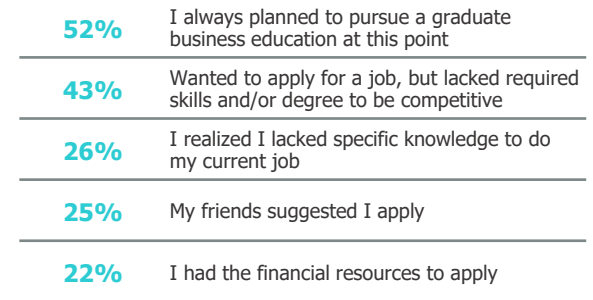 52% I always planned to pursue a graduate
business education at this point
43% Wanted to apply for a job, but lacked required
skills and/or degree to be competitive
26% I realized I lacked specific knowledge to do
my current job
25% My friends suggested I apply
22% I had the financial resources to apply